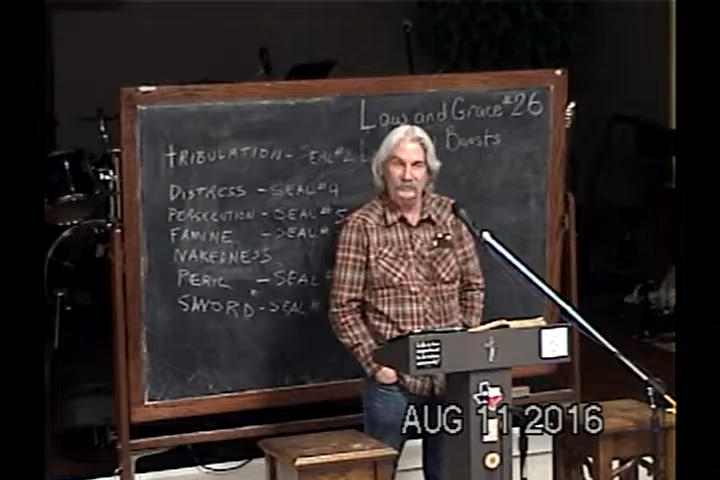 Law and Grace #26
Boasts
TRIBULATION - SEAL #2
DISTRESS - SEAL #4
PERSECUTION - SEAL #5
FAMINE - SEAL #
NAKEDNESS
PERIL - SEAL
SWORD - SEAL #
AUG 11 2016